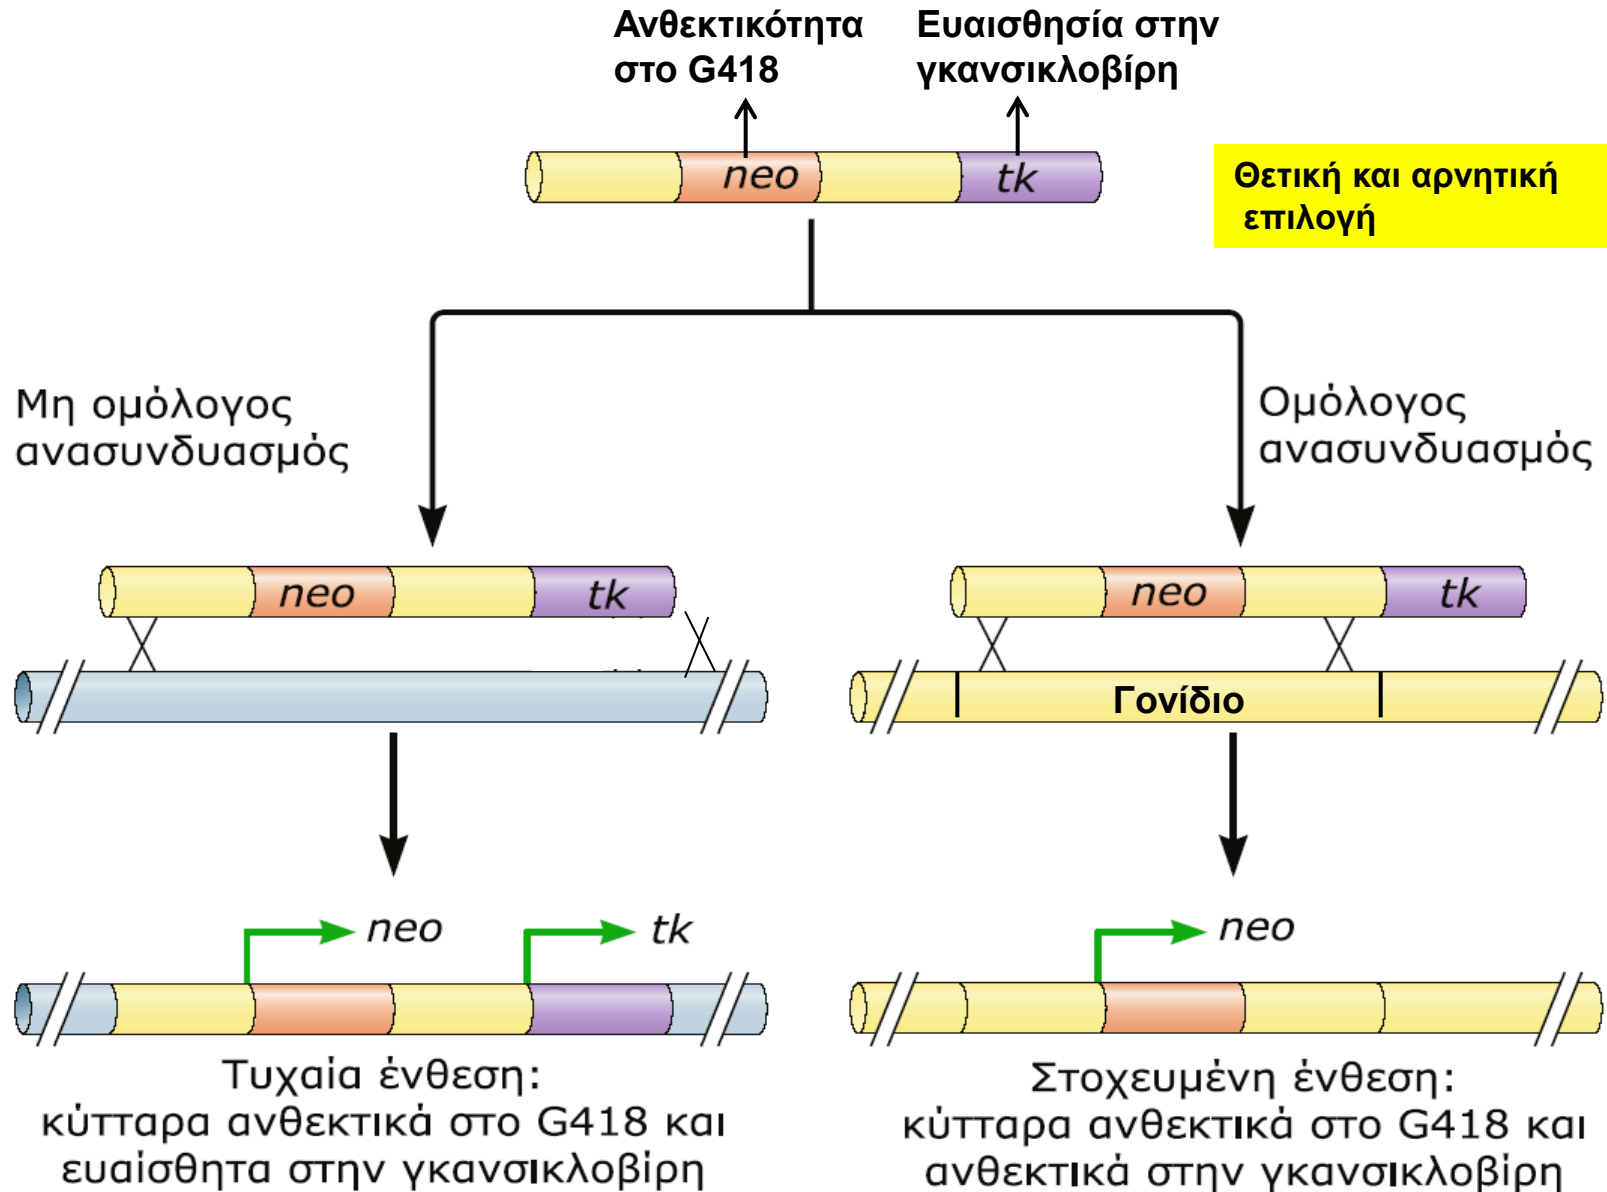 Ανθεκτικότητα
στο G418
Ευαισθησία στην
γκανσικλοβίρη
neo
tk
Θετική και αρνητική
επιλογή
Μη ομόλογος
ανασυνδυασμός
Ομόλογος
ανασυνδυασμός
neo
tk
neo
tk
Γονίδιο
neo
tk
neo
Τυχαία ένθεση:
κύτταρα ανθεκτικά στο G418 και
ευαίσθητα στην γκανσικλοβίρη
Στοχευμένη ένθεση:
κύτταρα ανθεκτικά στο G418 και
ανθεκτικά στην γκανσικλοβίρη